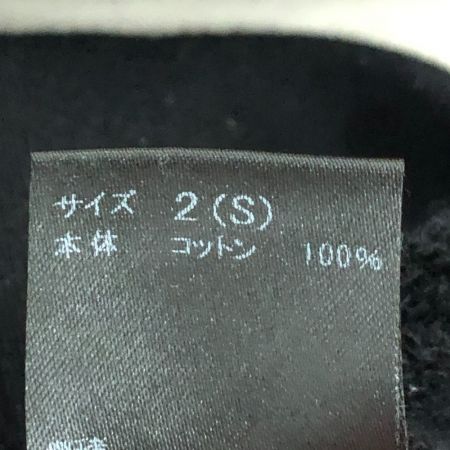 サイズ 2(S)
本体 コットン 100%